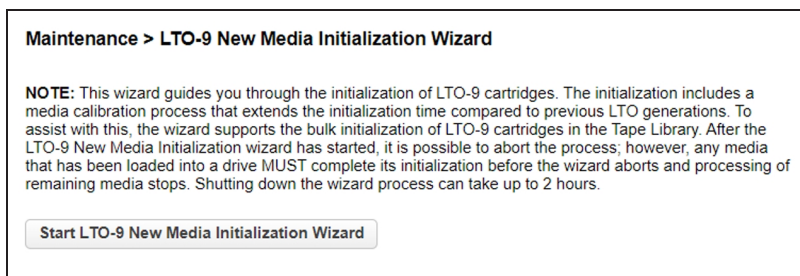 Maintenance > LTO-9 New Media Initialization Wizard
NOTE: This wizard guides you through the initialization of LTO-9 cartridges. The initialization includes a
media calibration process that extends the initialization time compared to previous LTO generations. To
assist with this, the wizard supports the bulk initialization of LTO-9 cartridges in the Tape Library. After the
LTO-9 New Media Initialization wizard has started, it is possible to abort the process; however, any media
that has been loaded into a drive MUST complete its initialization before the wizard aborts and processing of
remaining media stops. Shutting down the wizard process can take up to 2 hours.
Start LTO-9 New Media Initialization Wizard